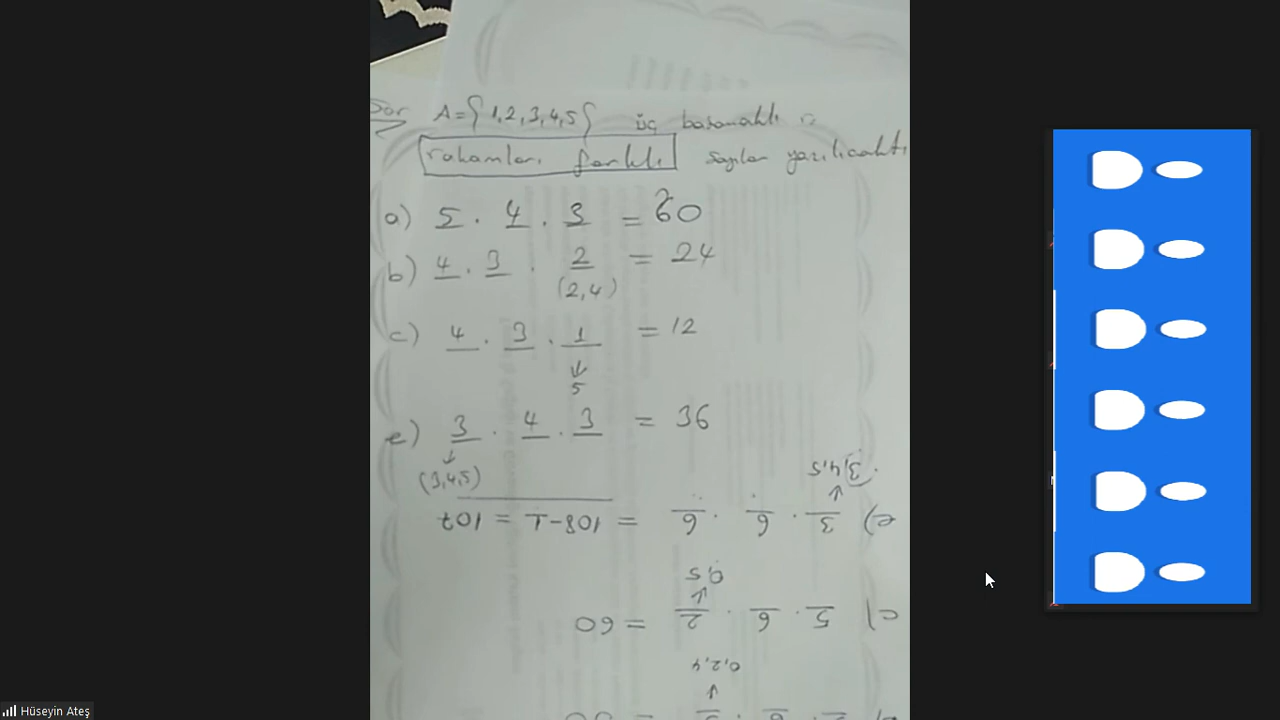 Sor A={1,2,3,4,5} üç basamaklı
rakamları farklı sayılar yazılıcaktı
a) 5 . 4 . 3 = 60
b) 4 . 3 . 2 = 24
(2,4)
c) 4 . 3 . 1 = 12
↓
5
e) 3 . 4 . 3 = 36
↓
(3,4,5)
e) 3 . 6 . 6 = 108-1 = 107
↓
3,4,5
c) 5 . 6 . 2 = 60
↓
0,5
0,2,4
Hüseyin Ateş